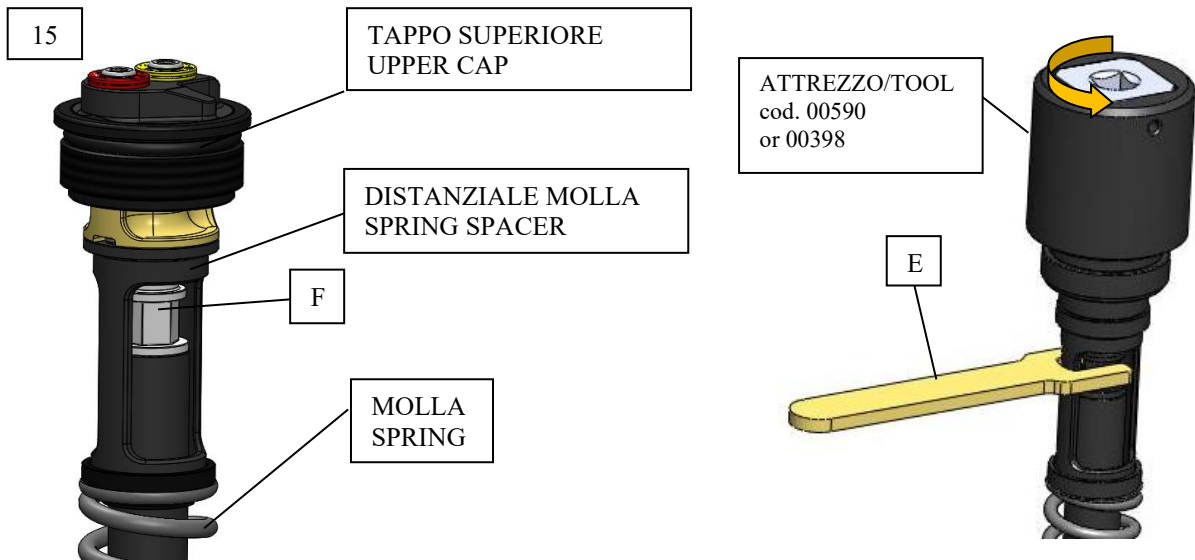 15
TAPPO SUPERIORE
UPPER CAP
DISTANZIALE MOLLA
SPRING SPACER
F
MOLLA
SPRING
ATTREZZO/TOOL
cod. 00590
or 00398
E